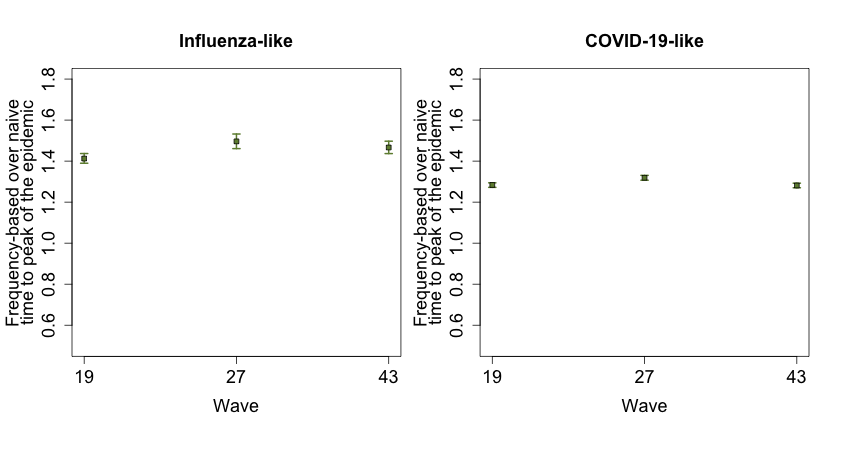 Influenza-like
Frequency-based over naive
time to peak of the epidemic
1.8
1.6
1.4
1.2
1.0
0.8
0.6
19 27 43
Wave
COVID-19-like
Frequency-based over naive
time to peak of the epidemic
1.8
1.6
1.4
1.2
1.0
0.8
0.6
19 27 43
Wave